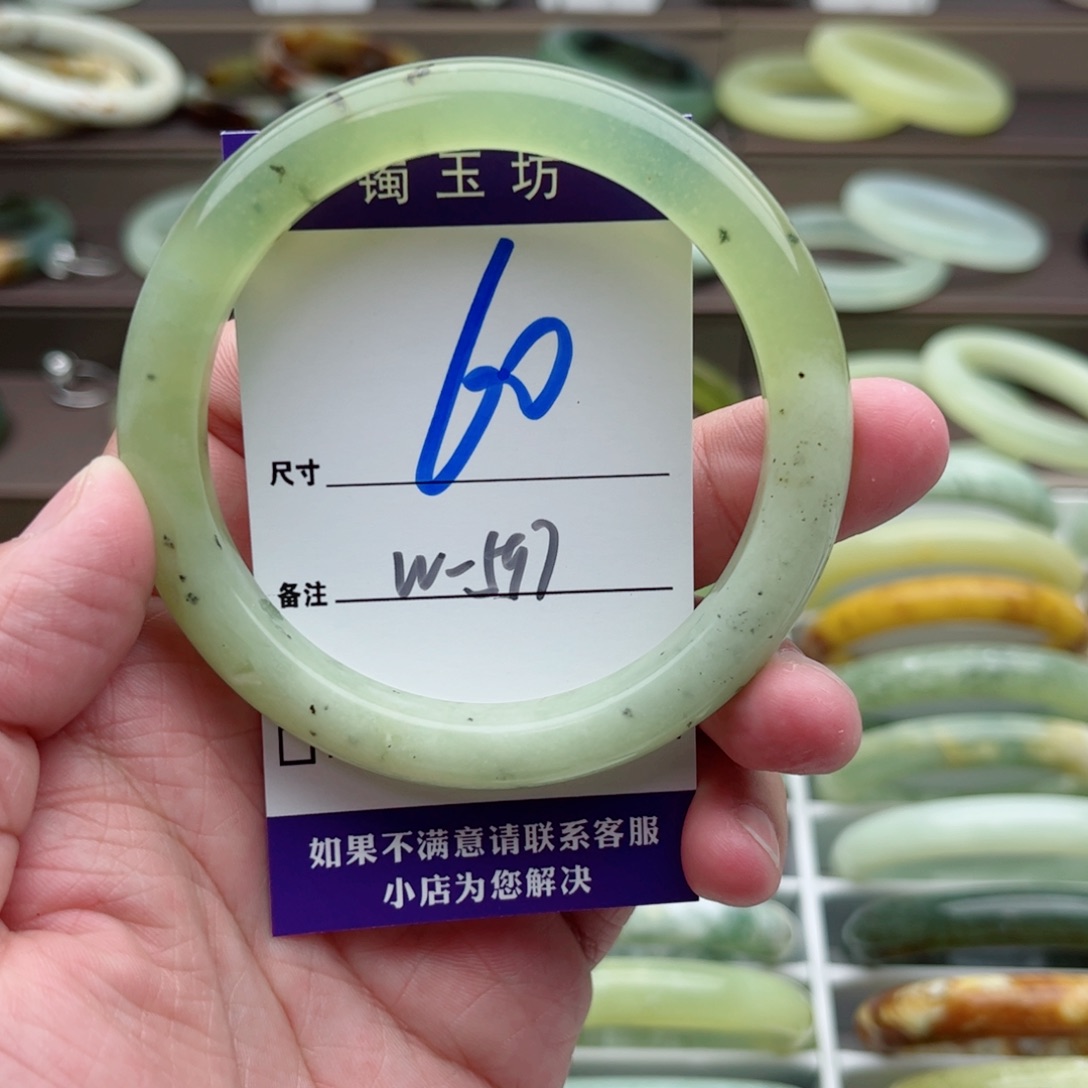 镯玉坊
60
尺寸
W-597
备注
如果不满意请联系客服
小店为您解决